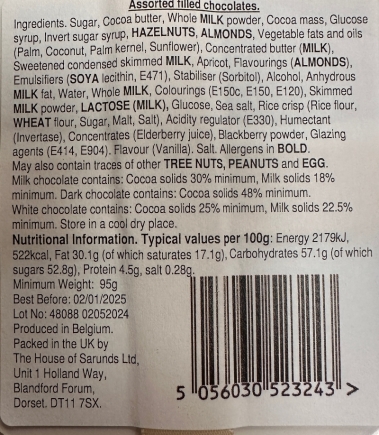 Assorted filled chocolates.
Ingredients. Sugar, Cocoa butter, Whole MILK powder, Cocoa mass, Glucose
syrup, Invert sugar syrup, HAZELNUTS, ALMONDS, Vegetable fats and oils
(Palm, Coconut, Palm kernel, Sunflower), Concentrated butter (MILK),
Sweetened condensed skimmed MILK, Apricot, Flavourings (ALMONDS),
Emulsifiers (SOYA lecithin, E471), Stabiliser (Sorbitol), Alcohol, Anhydrous
MILK fat, Water, Whole MILK, Colourings (E150c, E150, E120), Skimmed
MILK powder, LACTOSE (MILK), Glucose, Sea salt, Rice crisp (Rice flour,
WHEAT flour, Sugar, Malt, Salt), Acidity regulator (E330), Humectant
(Invertase), Concentrates (Elderberry juice), Blackberry powder, Glazing
agents (E414, E904). Flavour (Vanilla). Salt. Allergens in BOLD.
May also contain traces of other TREE NUTS, PEANUTS and EGG.
Milk chocolate contains: Cocoa solids 30% minimum, Milk solids 18%
minimum. Dark chocolate contains: Cocoa solids 48% minimum.
White chocolate contains: Cocoa solids 25% minimum, Milk solids 22.5%
minimum. Store in a cool dry place.
Nutritional Information. Typical values per 100g: Energy 2179kJ,
522kcal, Fat 30.1g (of which saturates 17.1g), Carbohydrates 57.1g (of which
sugars 52.8g), Protein 4.5g, salt 0.28g.
Minimum Weight: 95g
Best Before: 02/01/2025
Lot No: 48088 02052024
Produced in Belgium.
Packed in the UK by
The House of Sarunds Ltd,
Unit 1 Holland Way,
Blandford Forum,
Dorset. DT11 7SX.
5 056030 523243 >